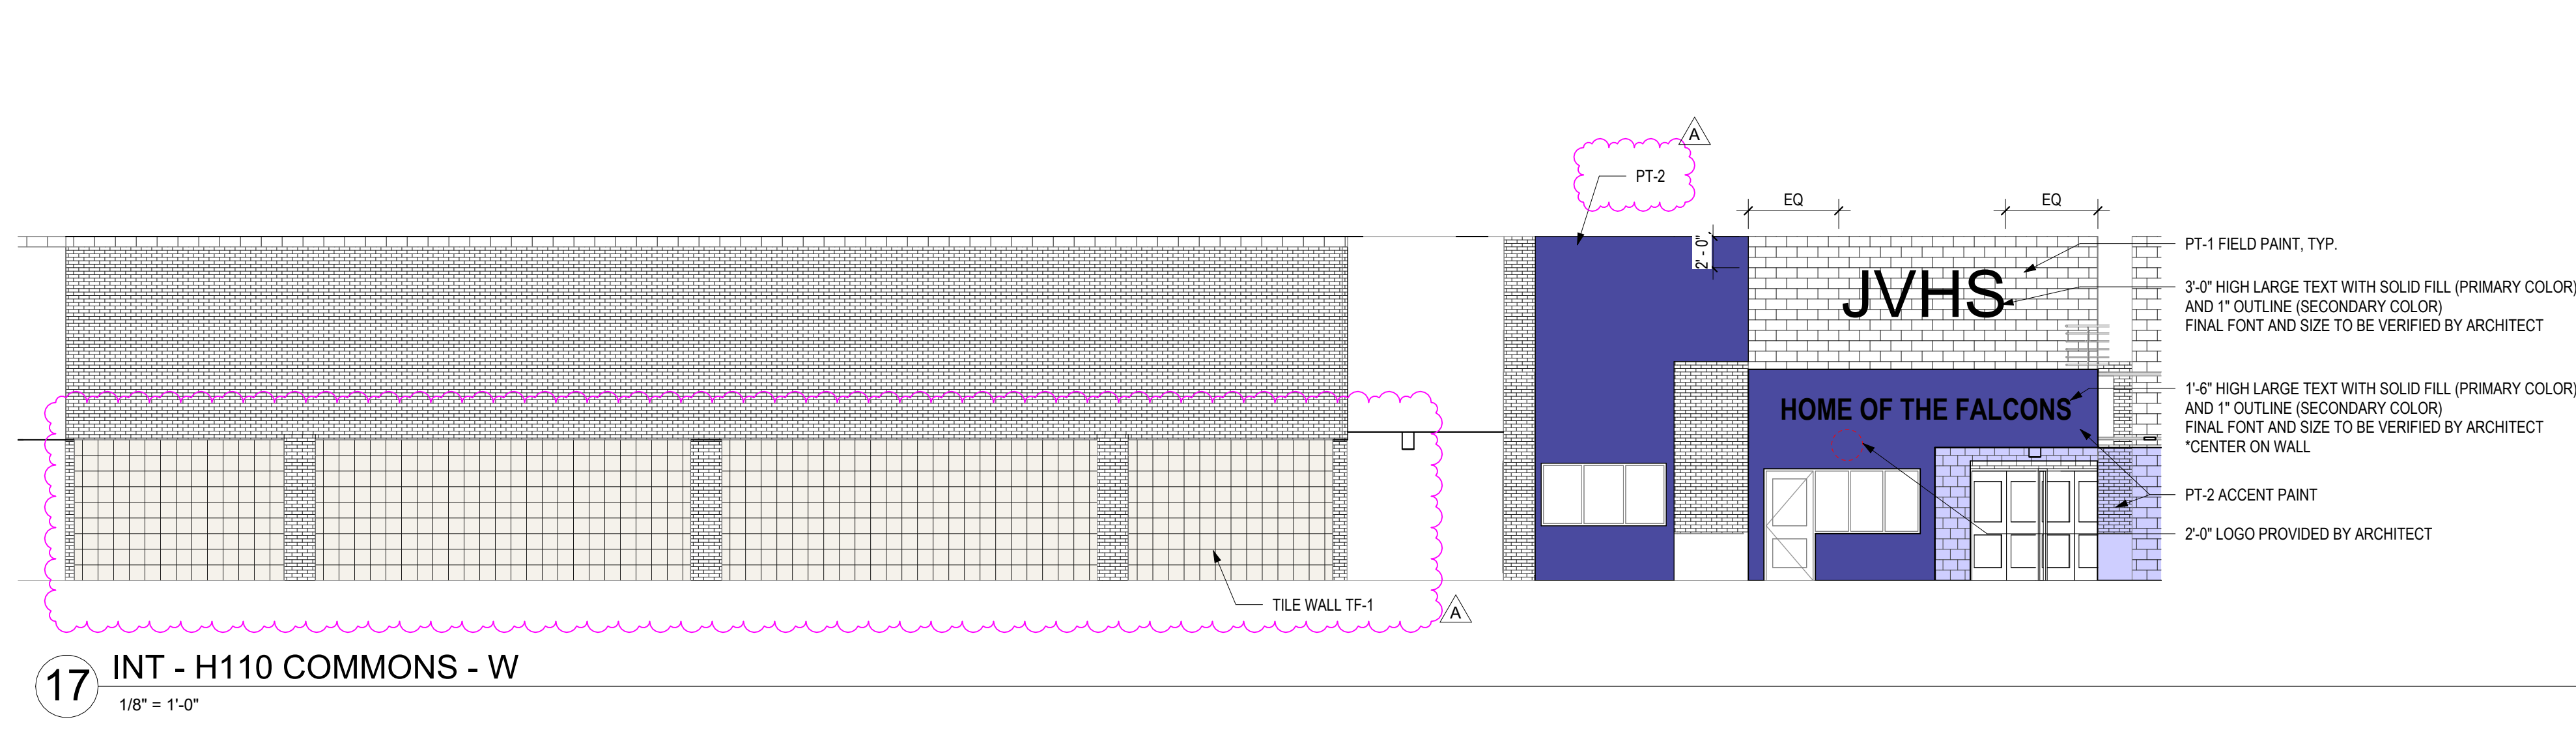 A
PT-2
EQ
EQ
2' - 0"
PT-1 FIELD PAINT, TYP.
JVHS
3'-0" HIGH LARGE TEXT WITH SOLID FILL (PRIMARY COLOR)
AND 1" OUTLINE (SECONDARY COLOR)
FINAL FONT AND SIZE TO BE VERIFIED BY ARCHITECT
HOME OF THE FALCONS
1'-6" HIGH LARGE TEXT WITH SOLID FILL (PRIMARY COLOR)
AND 1" OUTLINE (SECONDARY COLOR)
FINAL FONT AND SIZE TO BE VERIFIED BY ARCHITECT
*CENTER ON WALL
PT-2 ACCENT PAINT
2'-0" LOGO PROVIDED BY ARCHITECT
TILE WALL TF-1
A
17
INT - H110 COMMONS - W
1/8" = 1'-0"